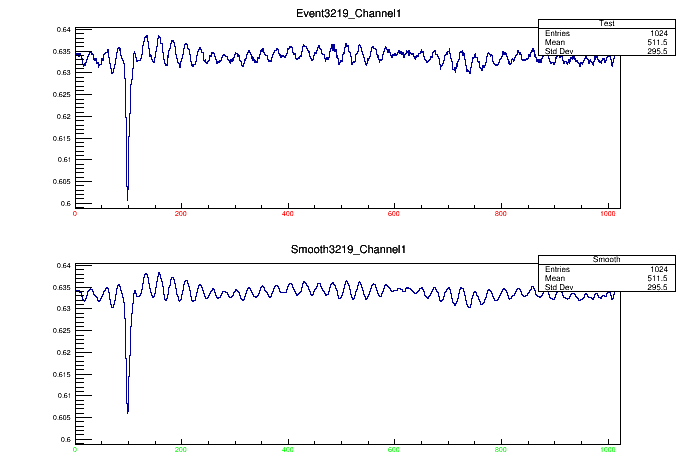 Event3219_Channel1
Test
Entries 1024
Mean 511.5
Std Dev 295.5
0.64
0.635
0.63
0.625
0.62
0.615
0.61
0.605
0.6
0 200 400 600 800 1000
Smooth3219_Channel1
Smooth
Entries 1024
Mean 511.5
Std Dev 295.5
0.64
0.635
0.63
0.625
0.62
0.615
0.61
0.605
0.6
0 200 400 600 800 1000